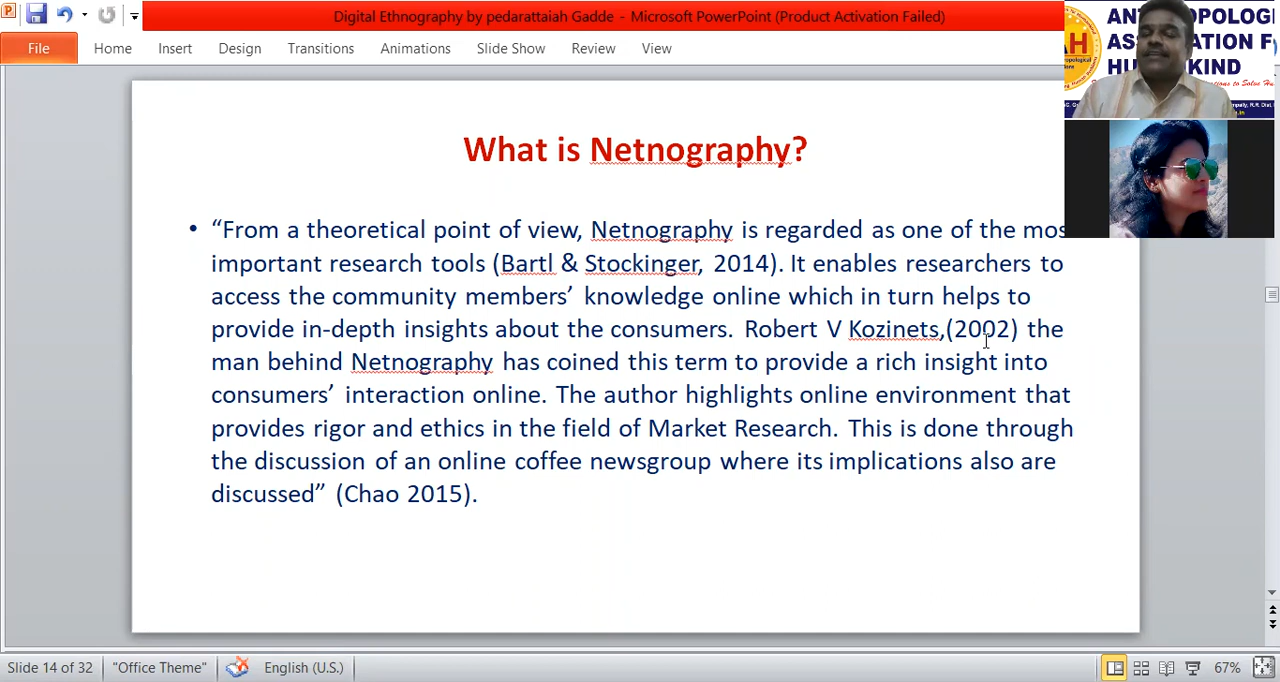 Digital Ethnography by pedarattaiah Gadde - Microsoft PowerPoint (Product Activation Failed)
File Home Insert Design Transitions Animations Slide Show Review View
What is Netnography?
• “From a theoretical point of view, Netnography is regarded as one of the mos
important research tools (Bartl & Stockinger, 2014). It enables researchers to
access the community members’ knowledge online which in turn helps to
provide in-depth insights about the consumers. Robert V Kozinets,(2002) the
man behind Netnography has coined this term to provide a rich insight into
consumers’ interaction online. The author highlights online environment that
provides rigor and ethics in the field of Market Research. This is done through
the discussion of an online coffee newsgroup where its implications also are
discussed” (Chao 2015).
Slide 14 of 32 "Office Theme" English (U.S.) 67%